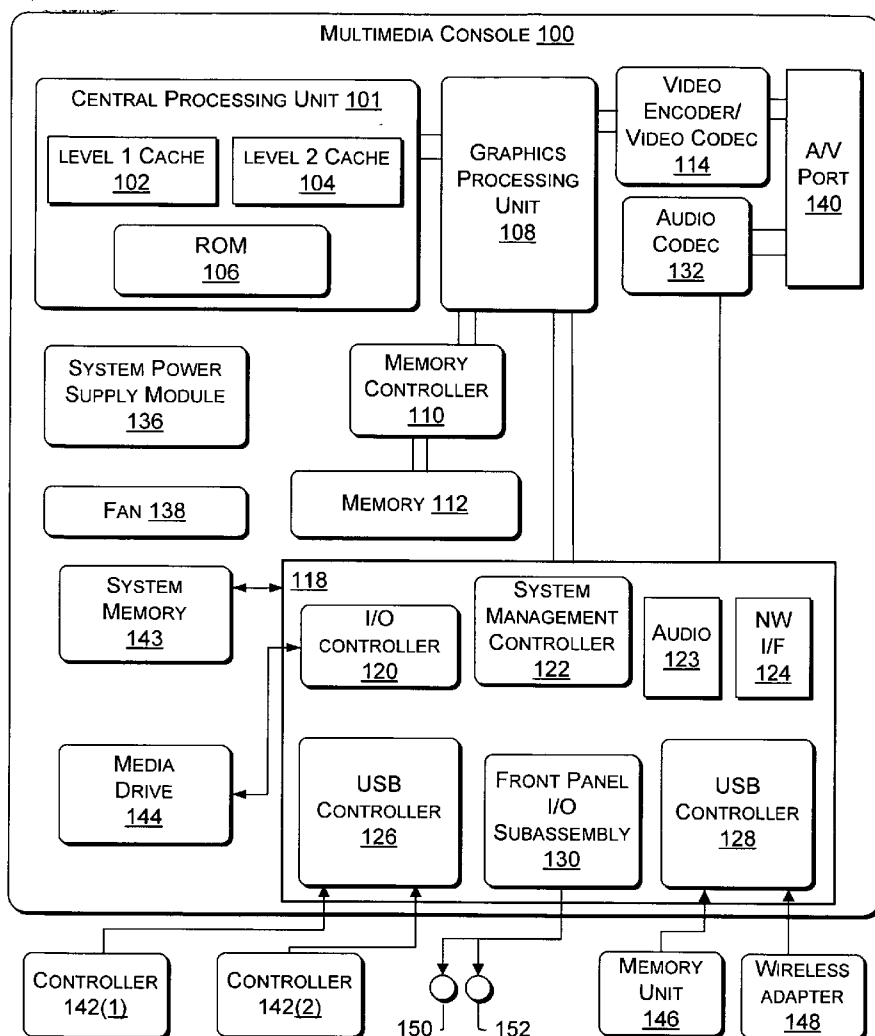 MULTIMEDIA CONSOLE 100
CENTRAL PROCESSING UNIT 101
LEVEL 1 CACHE
102
LEVEL 2 CACHE
104
ROM
106
GRAPHICS
PROCESSING
UNIT
108
VIDEO
ENCODER/
VIDEO CODEC
114
A/V
PORT
140
AUDIO
CODEC
132
SYSTEM POWER
SUPPLY MODULE
136
MEMORY
CONTROLLER
110
FAN 138
MEMORY 112
SYSTEM
MEMORY
143
118
I/O
CONTROLLER
120
SYSTEM
MANAGEMENT
CONTROLLER
122
AUDIO
123
NW
I/F
124
MEDIA
DRIVE
144
USB
CONTROLLER
126
FRONT PANEL
I/O
SUBASSEMBLY
130
USB
CONTROLLER
128
CONTROLLER
142(1)
CONTROLLER
142(2)
150
152
MEMORY
UNIT
146
WIRELESS
ADAPTER
148